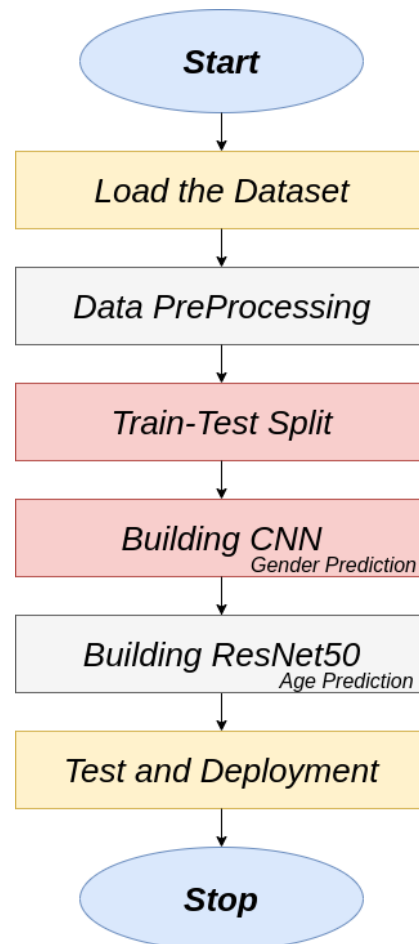 Start
Load the Dataset
Data PreProcessing
Train-Test Split
Building CNN
Gender Prediction
Building ResNet50
Age Prediction
Test and Deployment
Stop